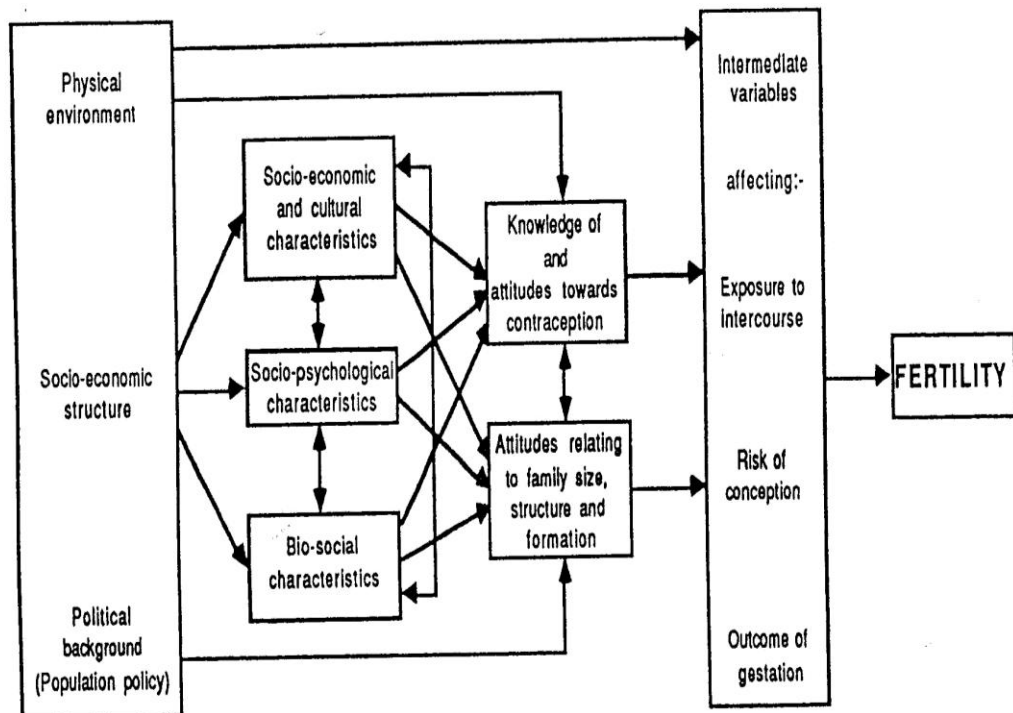 Physical
environment
Socio-economic
structure
Political
background
(Population policy)
Socio-economic
and cultural
characteristics
Socio-psychological
characteristics
Bio-social
characteristics
Knowledge of
and
attitudes towards
contraception
Attitudes relating
to family size,
structure and
formation
Intermediate
variables
affecting:-
Exposure to
intercourse
Risk of
conception
Outcome of
gestation
FERTILITY